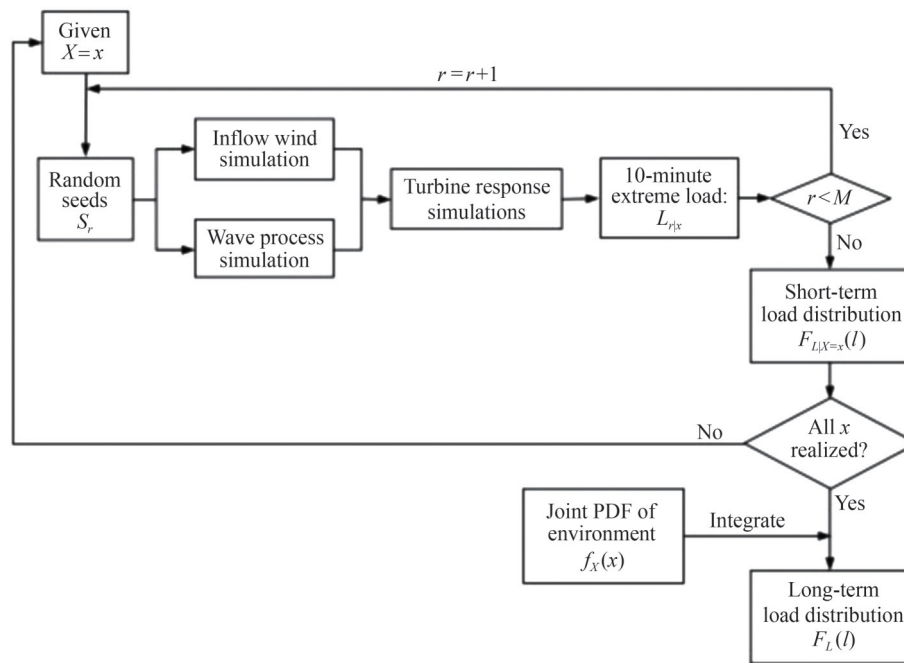 Given
X=x
r=r+1
Yes
Inflow wind
simulation
Random
seeds
S_r
Wave process
simulation
Turbine response
simulations
10-minute
extreme load:
L_{r|x}
r<M
No
Short-term
load distribution
F_{L|X=x}(l)
All x
realized?
No
Yes
Joint PDF of
environment
f_X(x)
Integrate
Long-term
load distribution
F_L(l)